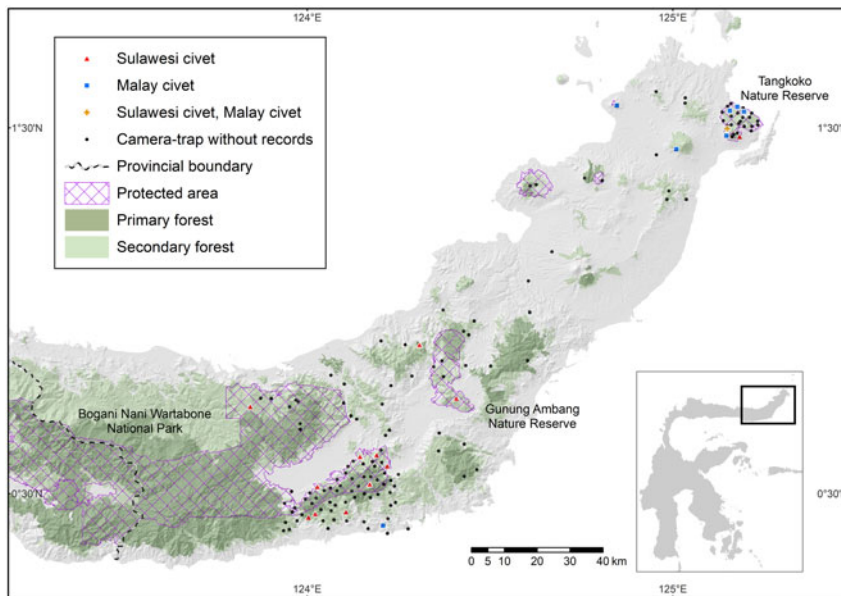 124°E
125°E
Sulawesi civet
Malay civet
Sulawesi civet, Malay civet
Camera-trap without records
Provincial boundary
Protected area
Primary forest
Secondary forest
Tangkoko
Nature Reserve
1°30'N
1°30'N
Bogani Nani Wartabone
National Park
Gunung Ambang
Nature Reserve
0°30'N
0°30'N
0 5 10 20 30 40
km
124°E
125°E